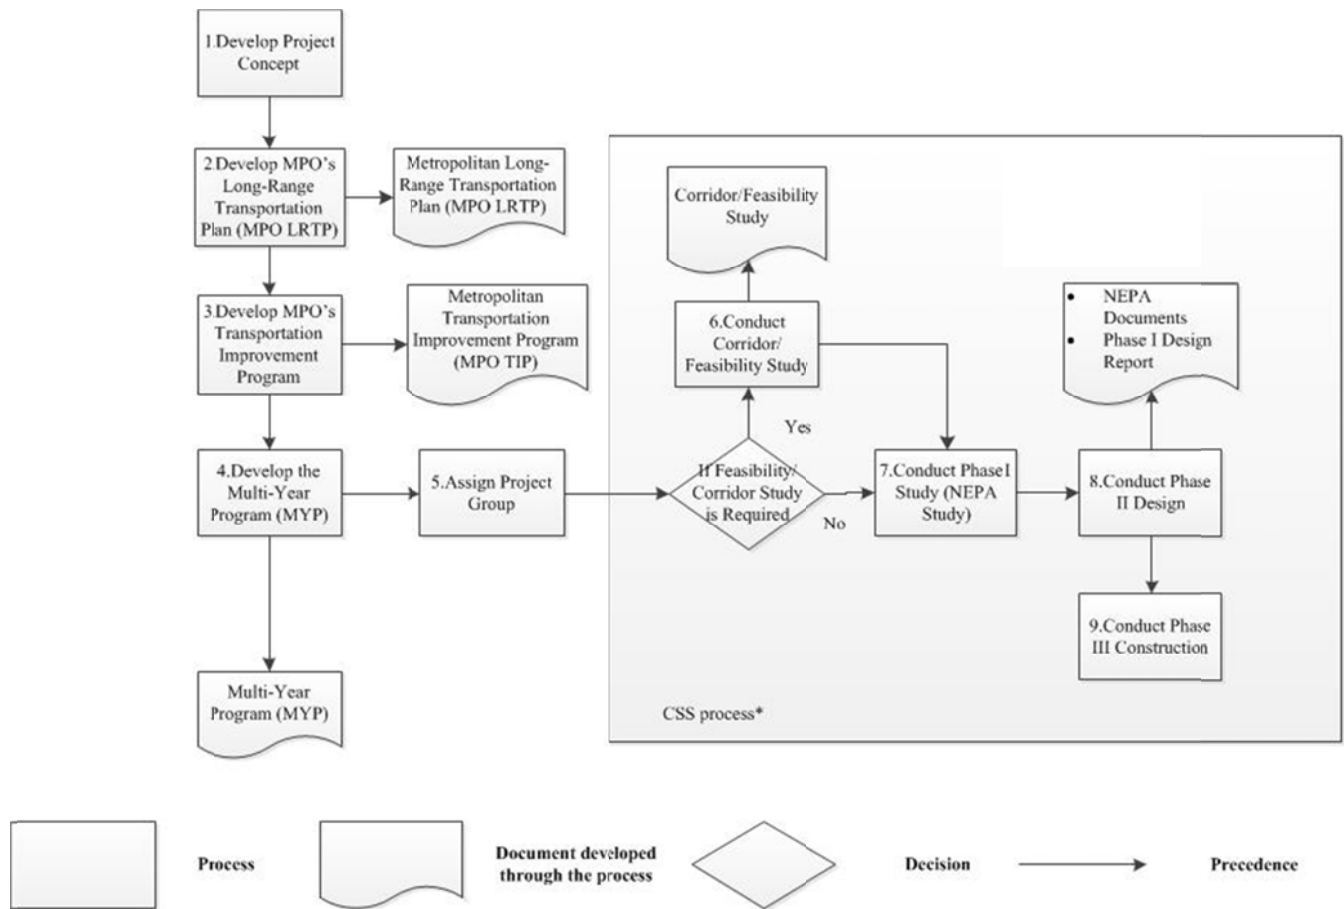 1.Develop Project
Concept
2.Develop MPO's
Long-Range
Transportation
Plan (MPO LRTP)
Metropolitan Long-
Range Transportation
Plan (MPO LRTP)
3.Develop MPO's
Transportation
Improvement
Program
Metropolitan
Transportation
Improvement Program
(MPO TIP)
4.Develop the
Multi-Year
Program (MYP)
5.Assign Project
Group
Multi-Year
Program (MYP)
Corridor/Feasibility
Study
6.Conduct
Corridor/
Feasibility Study
Yes
If Feasibility/
Corridor Study
is Required
No
7.Conduct Phase I
Study (NEPA
Study)
• NEPA
Documents
• Phase I Design
Report
8.Conduct Phase
II Design
9.Conduct Phase
III Construction
CSS process*
Process
Document developed
through the process
Decision
Precedence